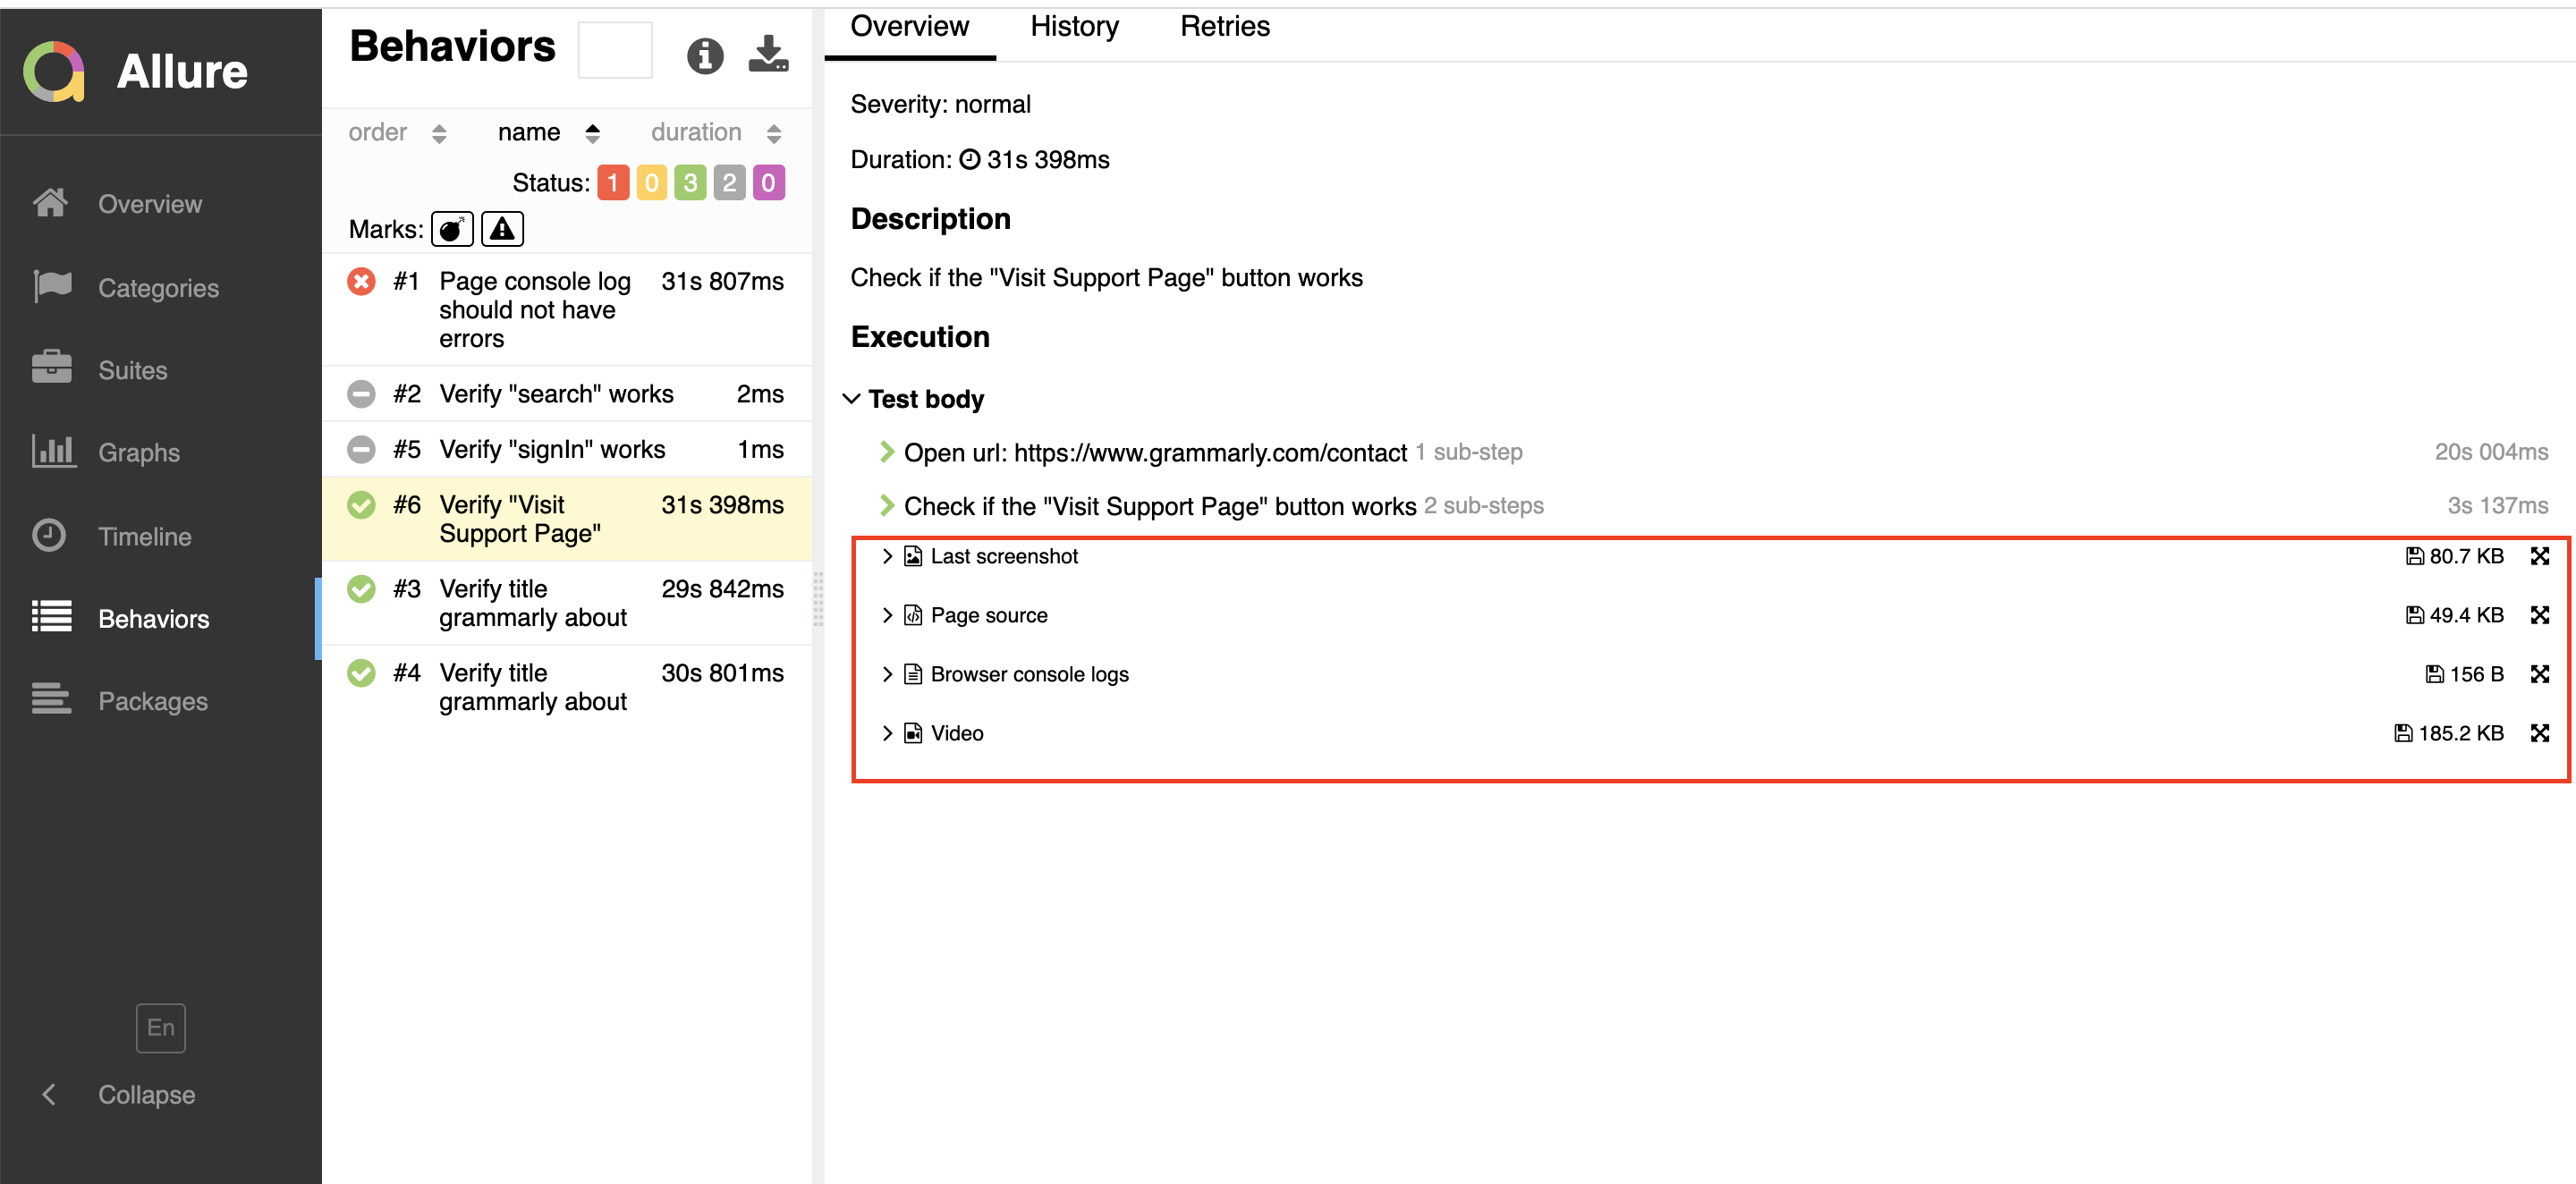 Allure
Overview
Categories
Suites
Graphs
Timeline
Behaviors
Packages
En
Collapse
Behaviors
order name duration
Status: 1 0 3 2 0
Marks:
#1 Page console log 31s 807ms
should not have
errors
#2 Verify "search" works 2ms
#5 Verify "signIn" works 1ms
#6 Verify "Visit 31s 398ms
Support Page"
#3 Verify title 29s 842ms
grammarly about
#4 Verify title 30s 801ms
grammarly about
Overview History Retries
Severity: normal
Duration: 31s 398ms
Description
Check if the "Visit Support Page" button works
Execution
Test body
Open url: https://www.grammarly.com/contact 1 sub-step 20s 004ms
Check if the "Visit Support Page" button works 2 sub-steps 3s 137ms
Last screenshot 80.7 KB
Page source 49.4 KB
Browser console logs 156 B
Video 185.2 KB